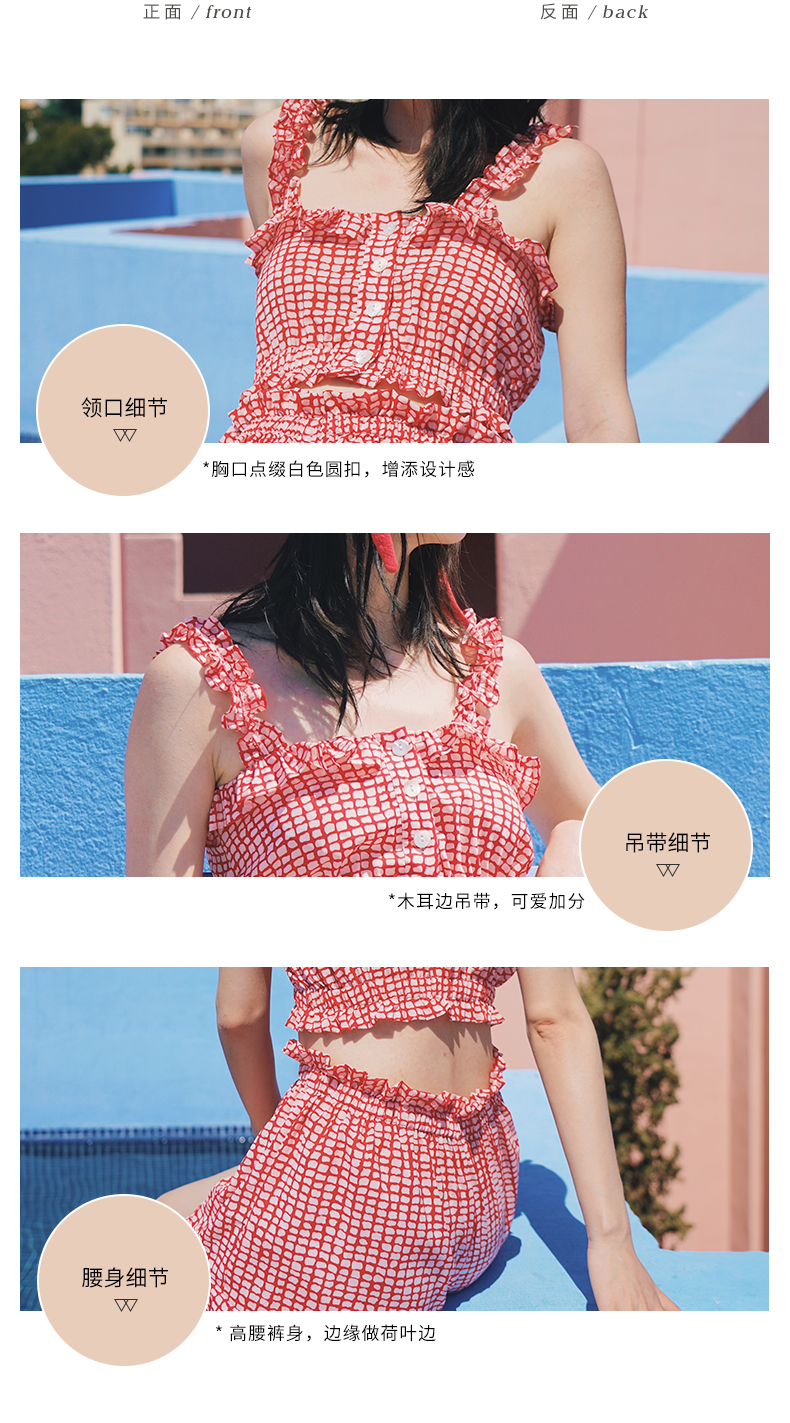 正面 / front
反面 / back
领口细节
*胸口点缀白色圆扣，增添设计感
吊带细节
*木耳边吊带，可爱加分
腰身细节
* 高腰裤身，边缘做荷叶边